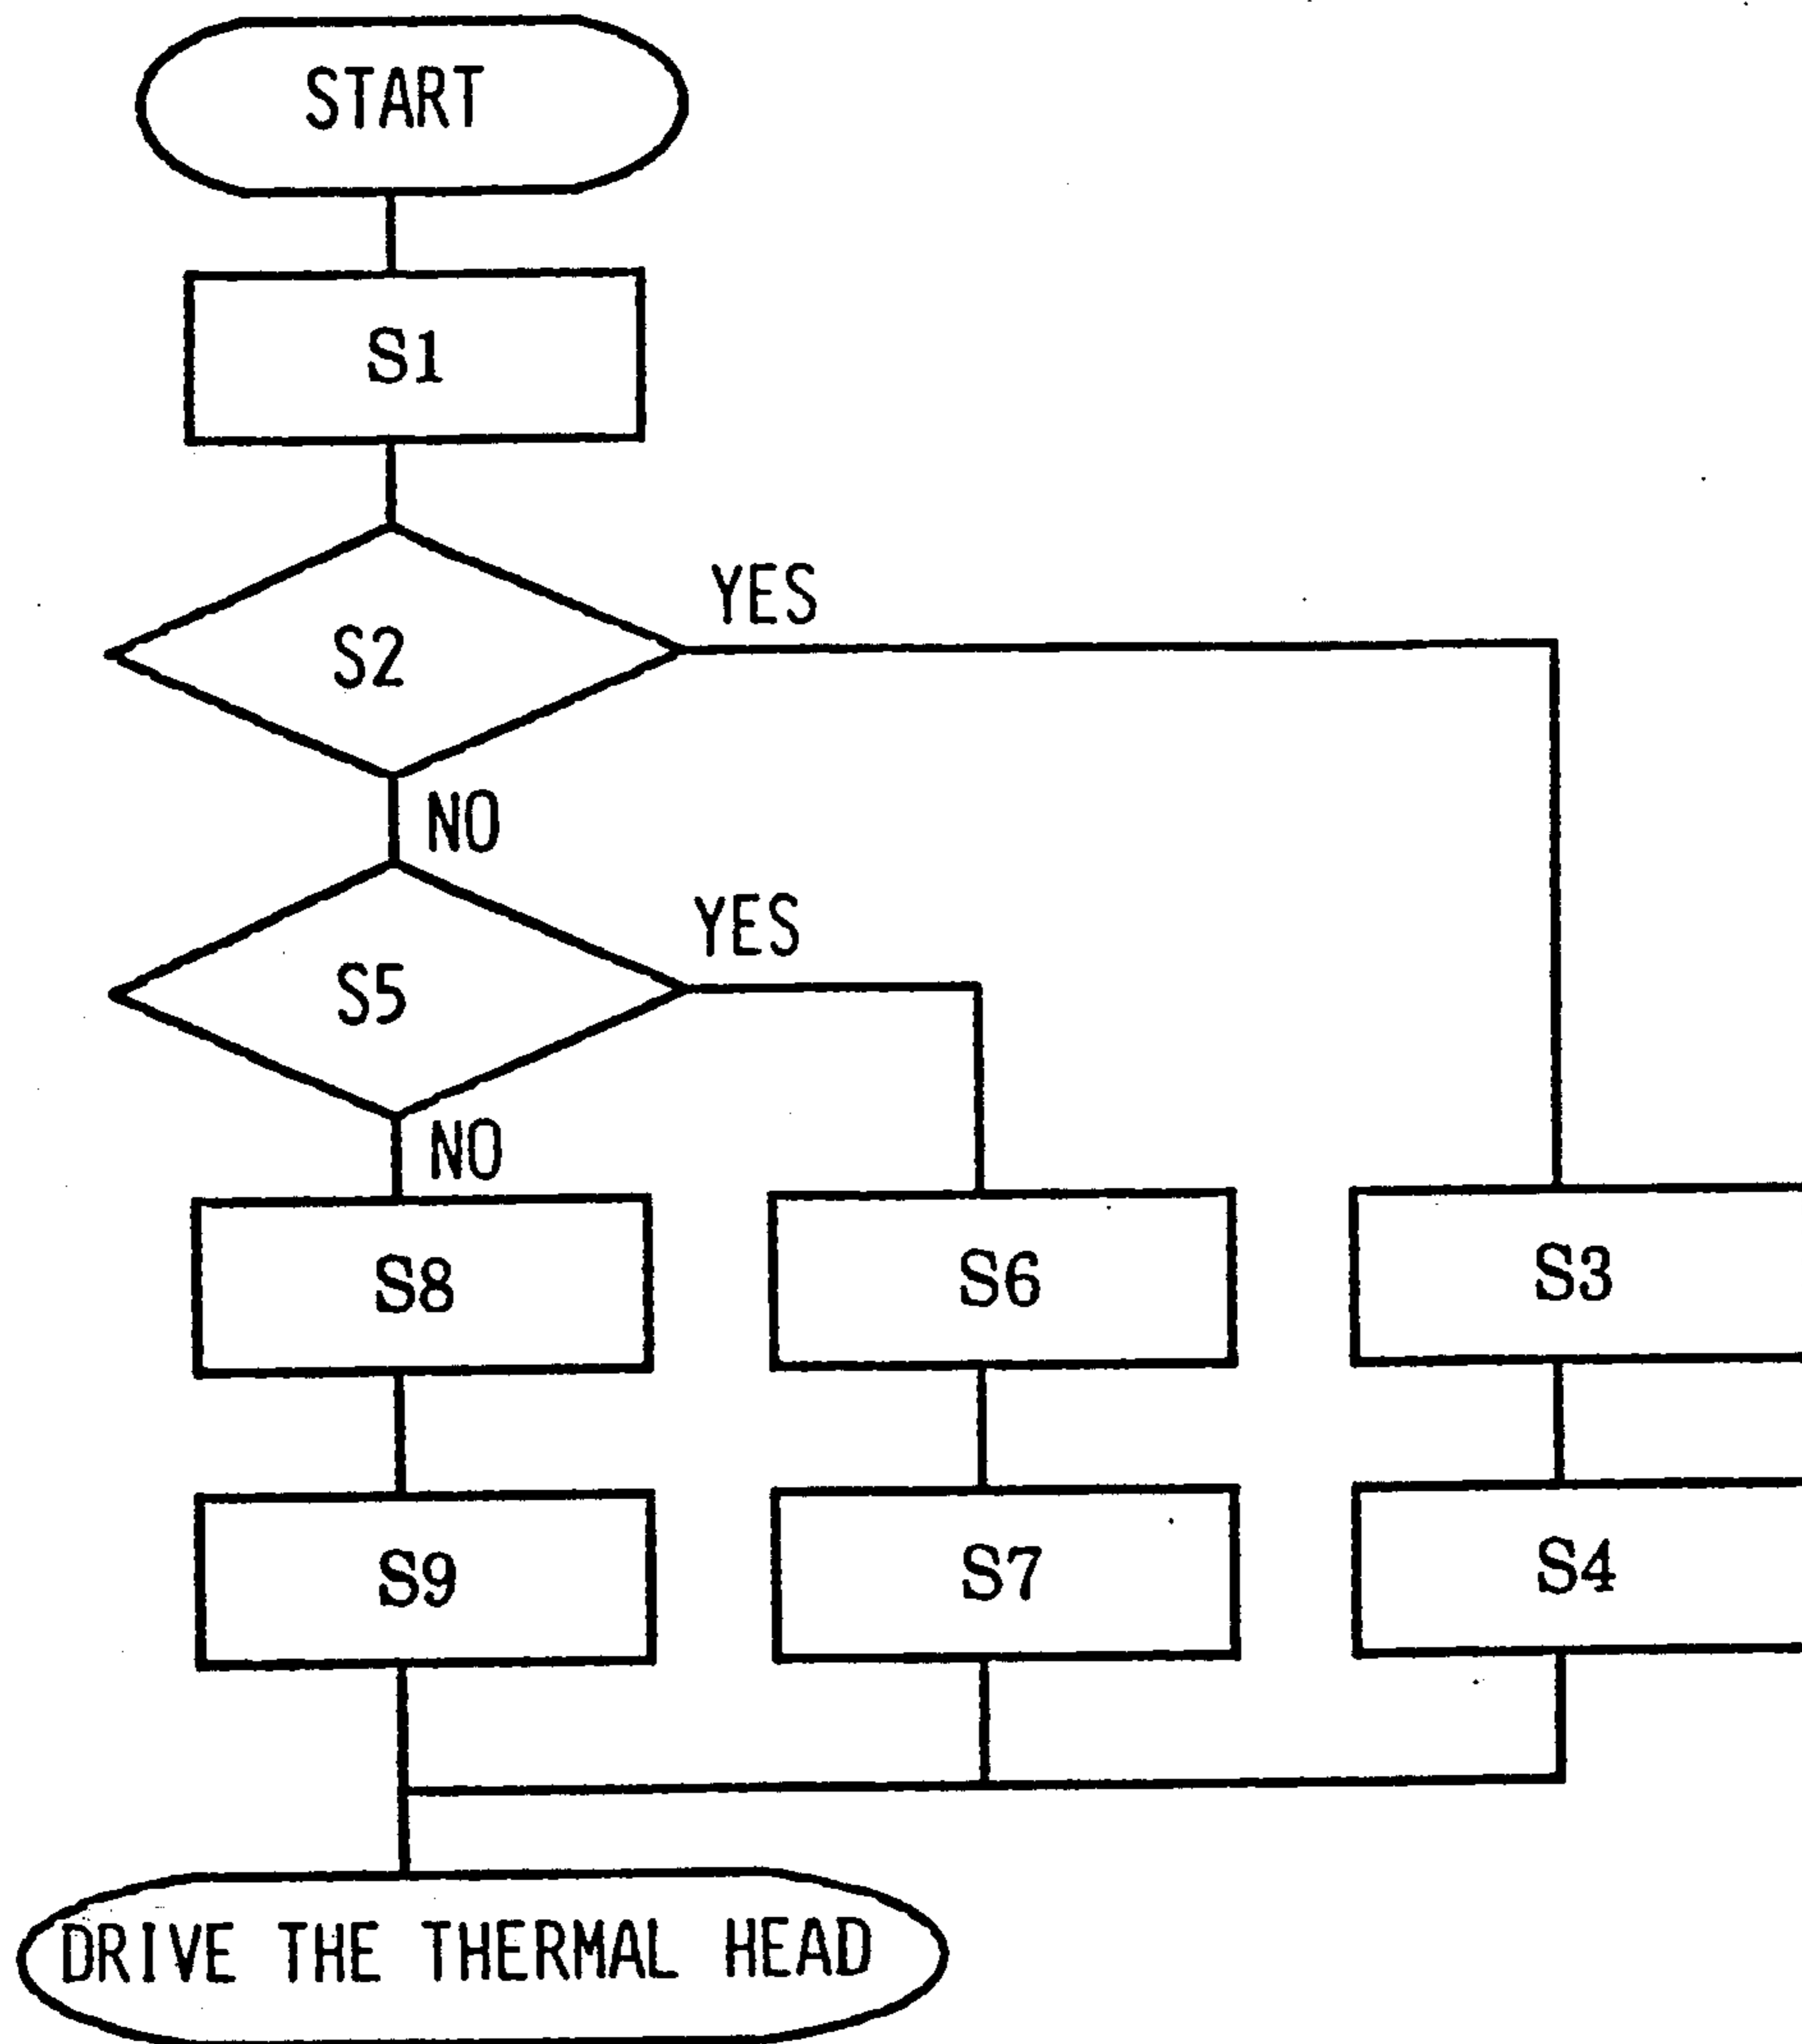 START
S1
S2
YES
NO
S5
YES
NO
S8
S6
S3
S9
S7
S4
DRIVE THE THERMAL HEAD